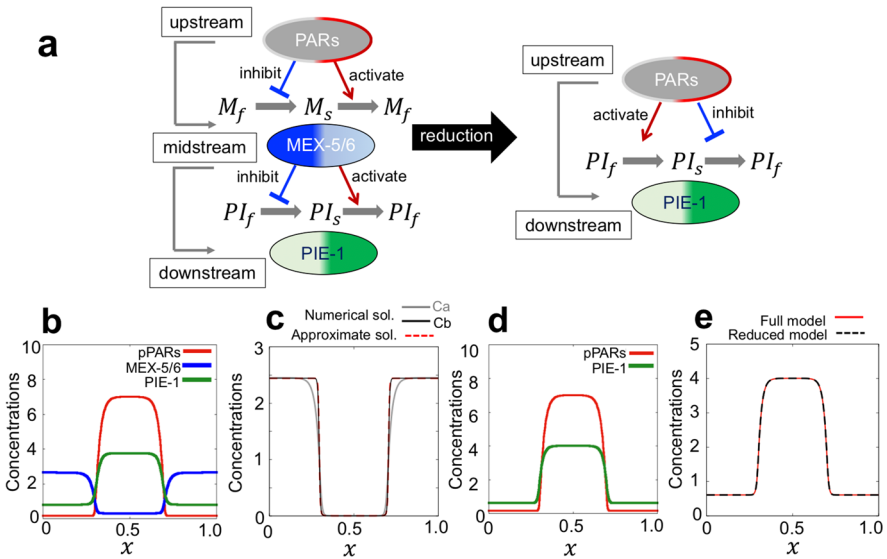 a
upstream
PARs
inhibit
activate
M_f M_s M_f
midstream
MEX-5/6
inhibit
activate
PI_f PI_s PI_f
PIE-1
downstream
reduction
upstream
PARs
activate
inhibit
PI_f PI_s PI_f
PIE-1
downstream
b
pPARs
MEX-5/6
PIE-1
Concentrations
10
8
6
4
2
0
0 0.5 1.0
x
c
Numerical sol. Ca
Cb
Approximate sol.
Concentrations
3
2
1
0
0 0.5 1.0
x
d
pPARs
PIE-1
Concentrations
10
8
6
4
2
0
0 0.5 1.0
x
e
Full model
Reduced model
Concentrations
5
4
3
2
1
0
0 0.5 1.0
x